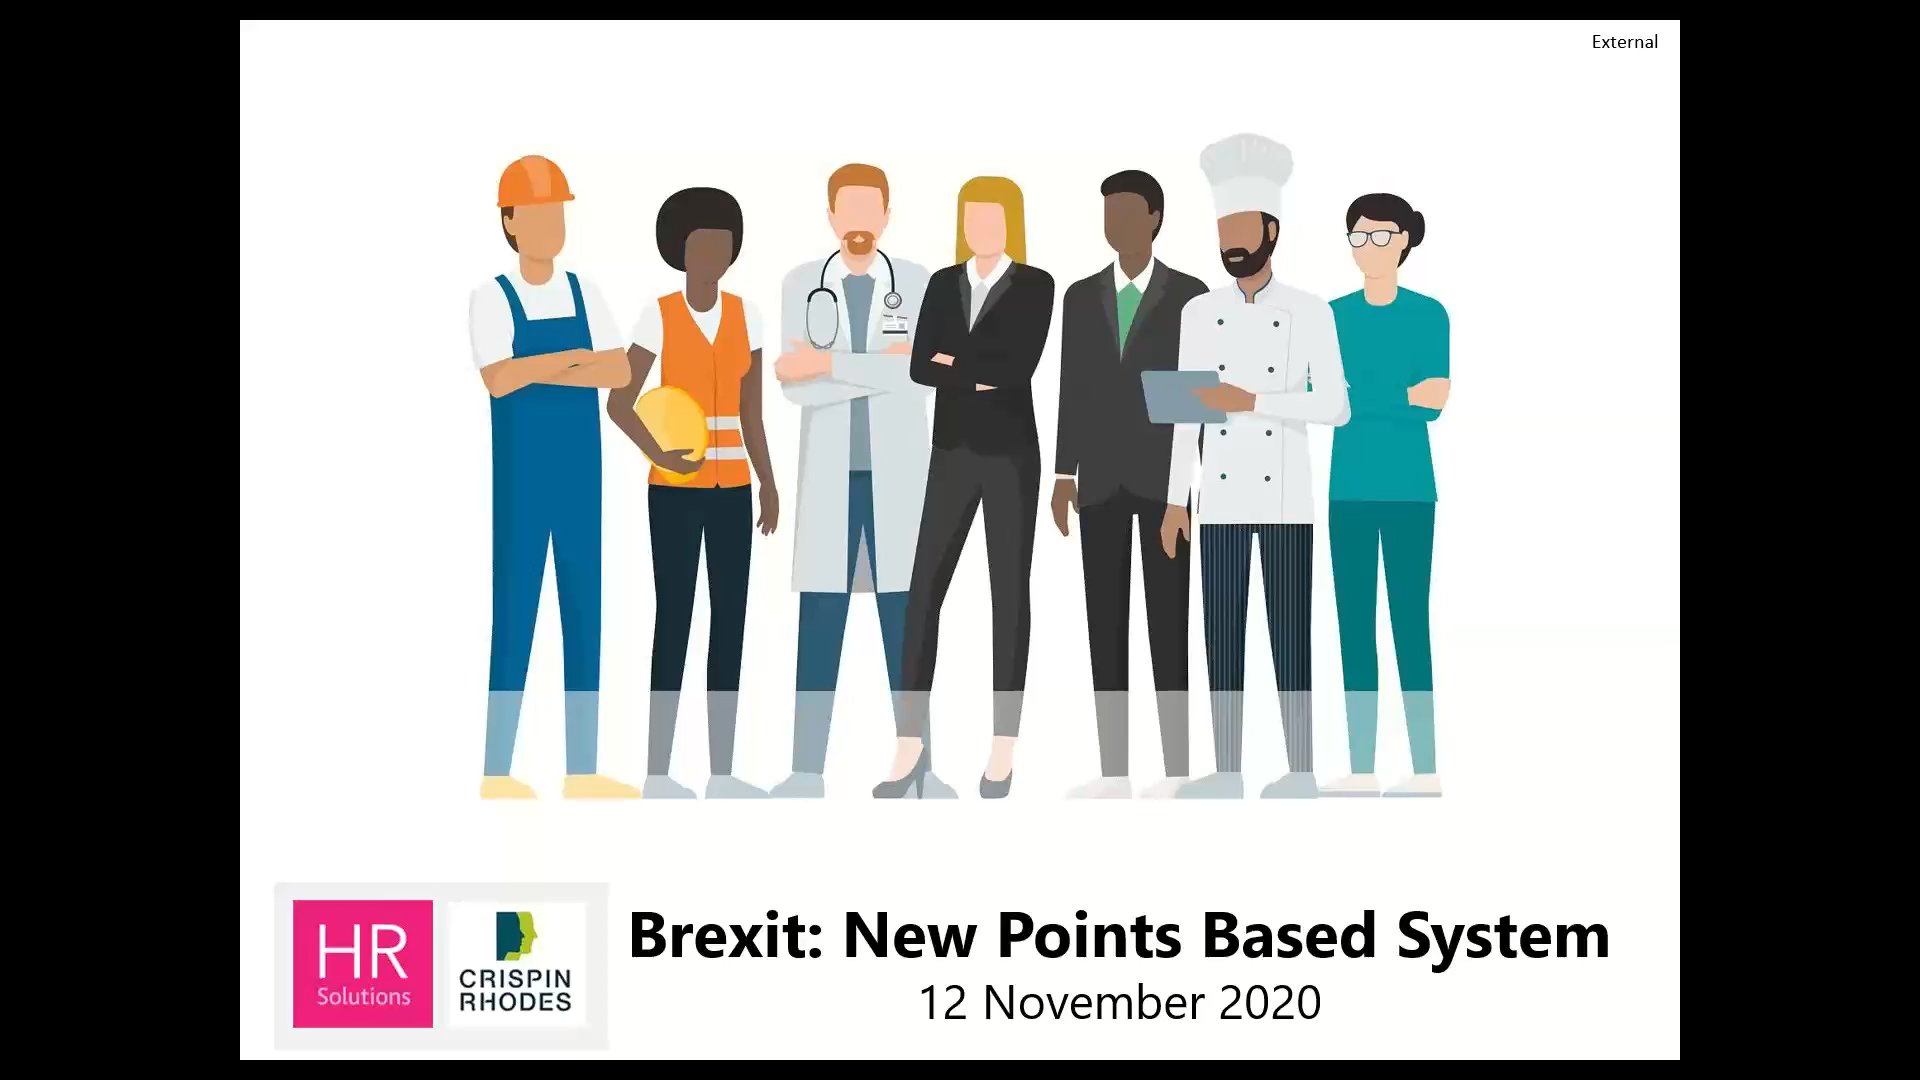 External
HR
Solutions
CRISPIN
RHODES
Brexit: New Points Based System
12 November 2020